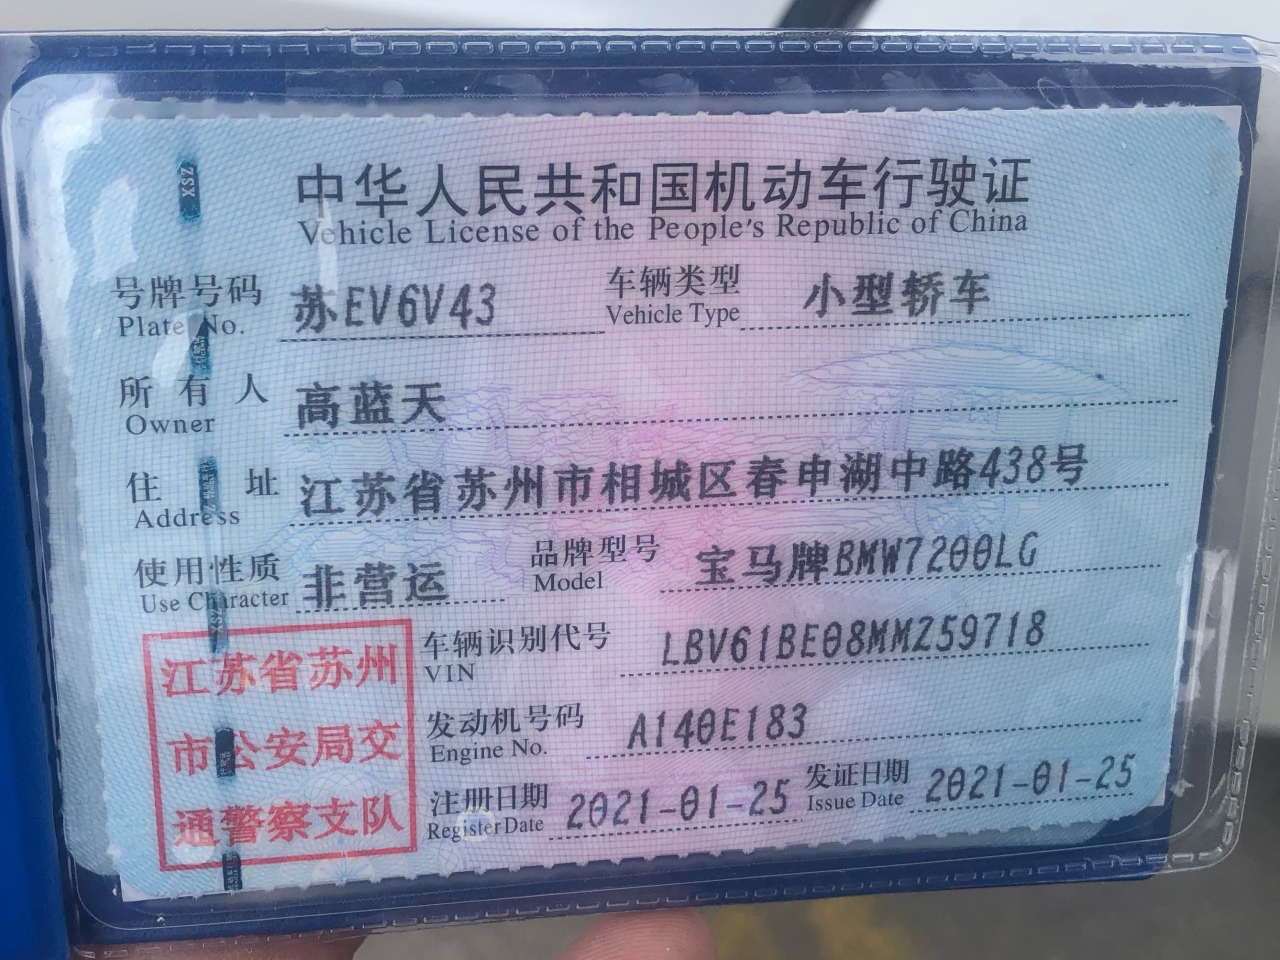 中华人民共和国机动车行驶证
Vehicle License of the People's Republic of China
号牌号码 苏EV6V43 车辆类型 小型轿车
Plate No. Vehicle Type
所有人 高蓝天
Owner
住址 江苏省苏州市相城区春申湖中路438号
Address
使用性质 非营运 品牌型号 宝马牌BMW7200LG
Use Character Model
江苏省苏州
市公安局交
通警察支队
车辆识别代号 LBV61BE08MMZ59718
VIN
发动机号码 A140E183
Engine No.
注册日期 2021-01-25 发证日期 2021-01-25
Register Date Issue Date
XSZ